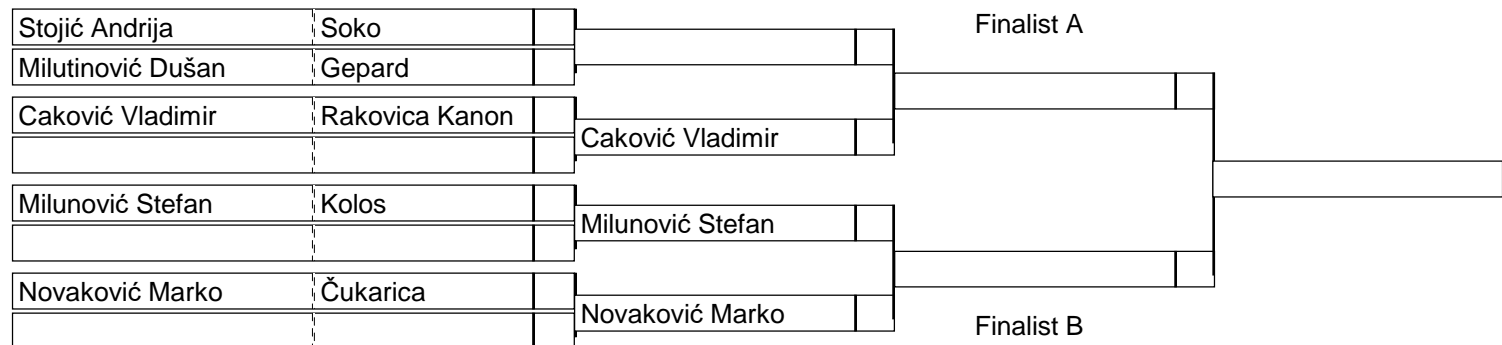 Stojić Andrija Soko
Finalist A
Milutinović Dušan Gepard
Caković Vladimir Rakovica Kanon
Caković Vladimir
Milunović Stefan Kolos
Milunović Stefan
Novaković Marko Čukarica
Novaković Marko
Finalist B